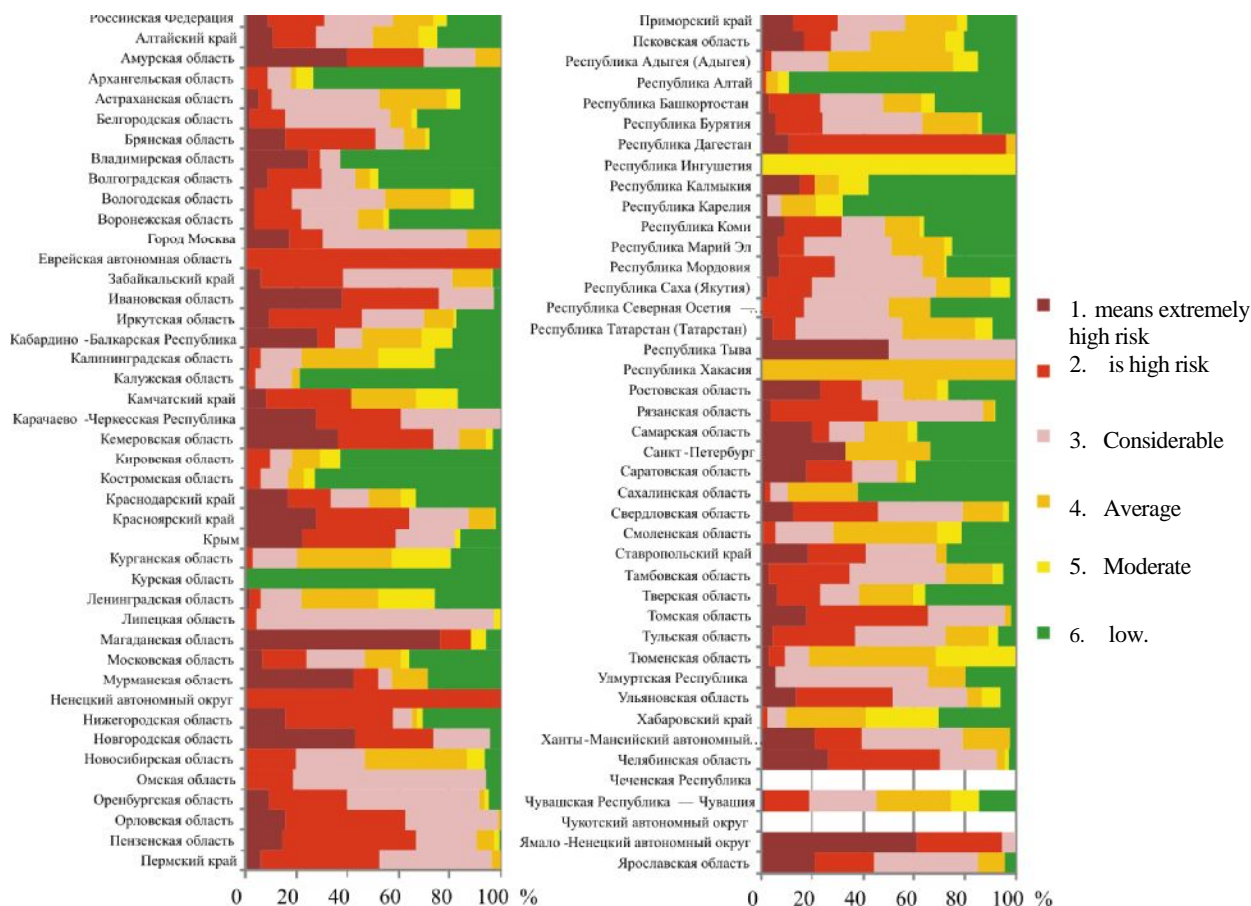 Российская Федерация
Алтайский край
Амурская область
Архангельская область
Астраханская область
Белгородская область
Брянская область
Владимирская область
Волгоградская область
Вологодская область
Воронежская область
Город Москва
Еврейская автономная область
Забайкальский край
Ивановская область
Иркутская область
Кабардино -Балкарская Республика
Калининградская область
Калужская область
Камчатский край
Карачаево -Черкесская Республика
Кемеровская область
Кировская область
Костромская область
Краснодарский край
Красноярский край
Крым
Курганская область
Курская область
Ленинградская область
Липецкая область
Магаданская область
Московская область
Мурманская область
Ненецкий автономный округ
Нижегородская область
Новгородская область
Новосибирская область
Омская область
Оренбургская область
Орловская область
Пензенская область
Пермский край
0 20 40 60 80 100 %
Приморский край
Псковская область
Республика Адыгея (Адыгея)
Республика Алтай
Республика Башкортостан
Республика Бурятия
Республика Дагестан
Республика Ингушетия
Республика Калмыкия
Республика Карелия
Республика Коми
Республика Марий Эл
Республика Мордовия
Республика Саха (Якутия)
Республика Северная Осетия —...
Республика Татарстан (Татарстан)
Республика Тыва
Республика Хакасия
Ростовская область
Рязанская область
Самарская область
Санкт -Петербург
Саратовская область
Сахалинская область
Свердловская область
Смоленская область
Ставропольский край
Тамбовская область
Тверская область
Томская область
Тульская область
Тюменская область
Удмуртская Республика
Ульяновская область
Хабаровский край
Ханты -Мансийский автономный...
Челябинская область
Чеченская Республика
Чувашская Республика — Чувашия
Чукотский автономный округ
Ямало -Ненецкий автономный округ
Ярославская область
0 20 40 60 80 100 %
1. means extremely
high risk
2. is high risk
3. Considerable
4. Average
5. Moderate
6. low.